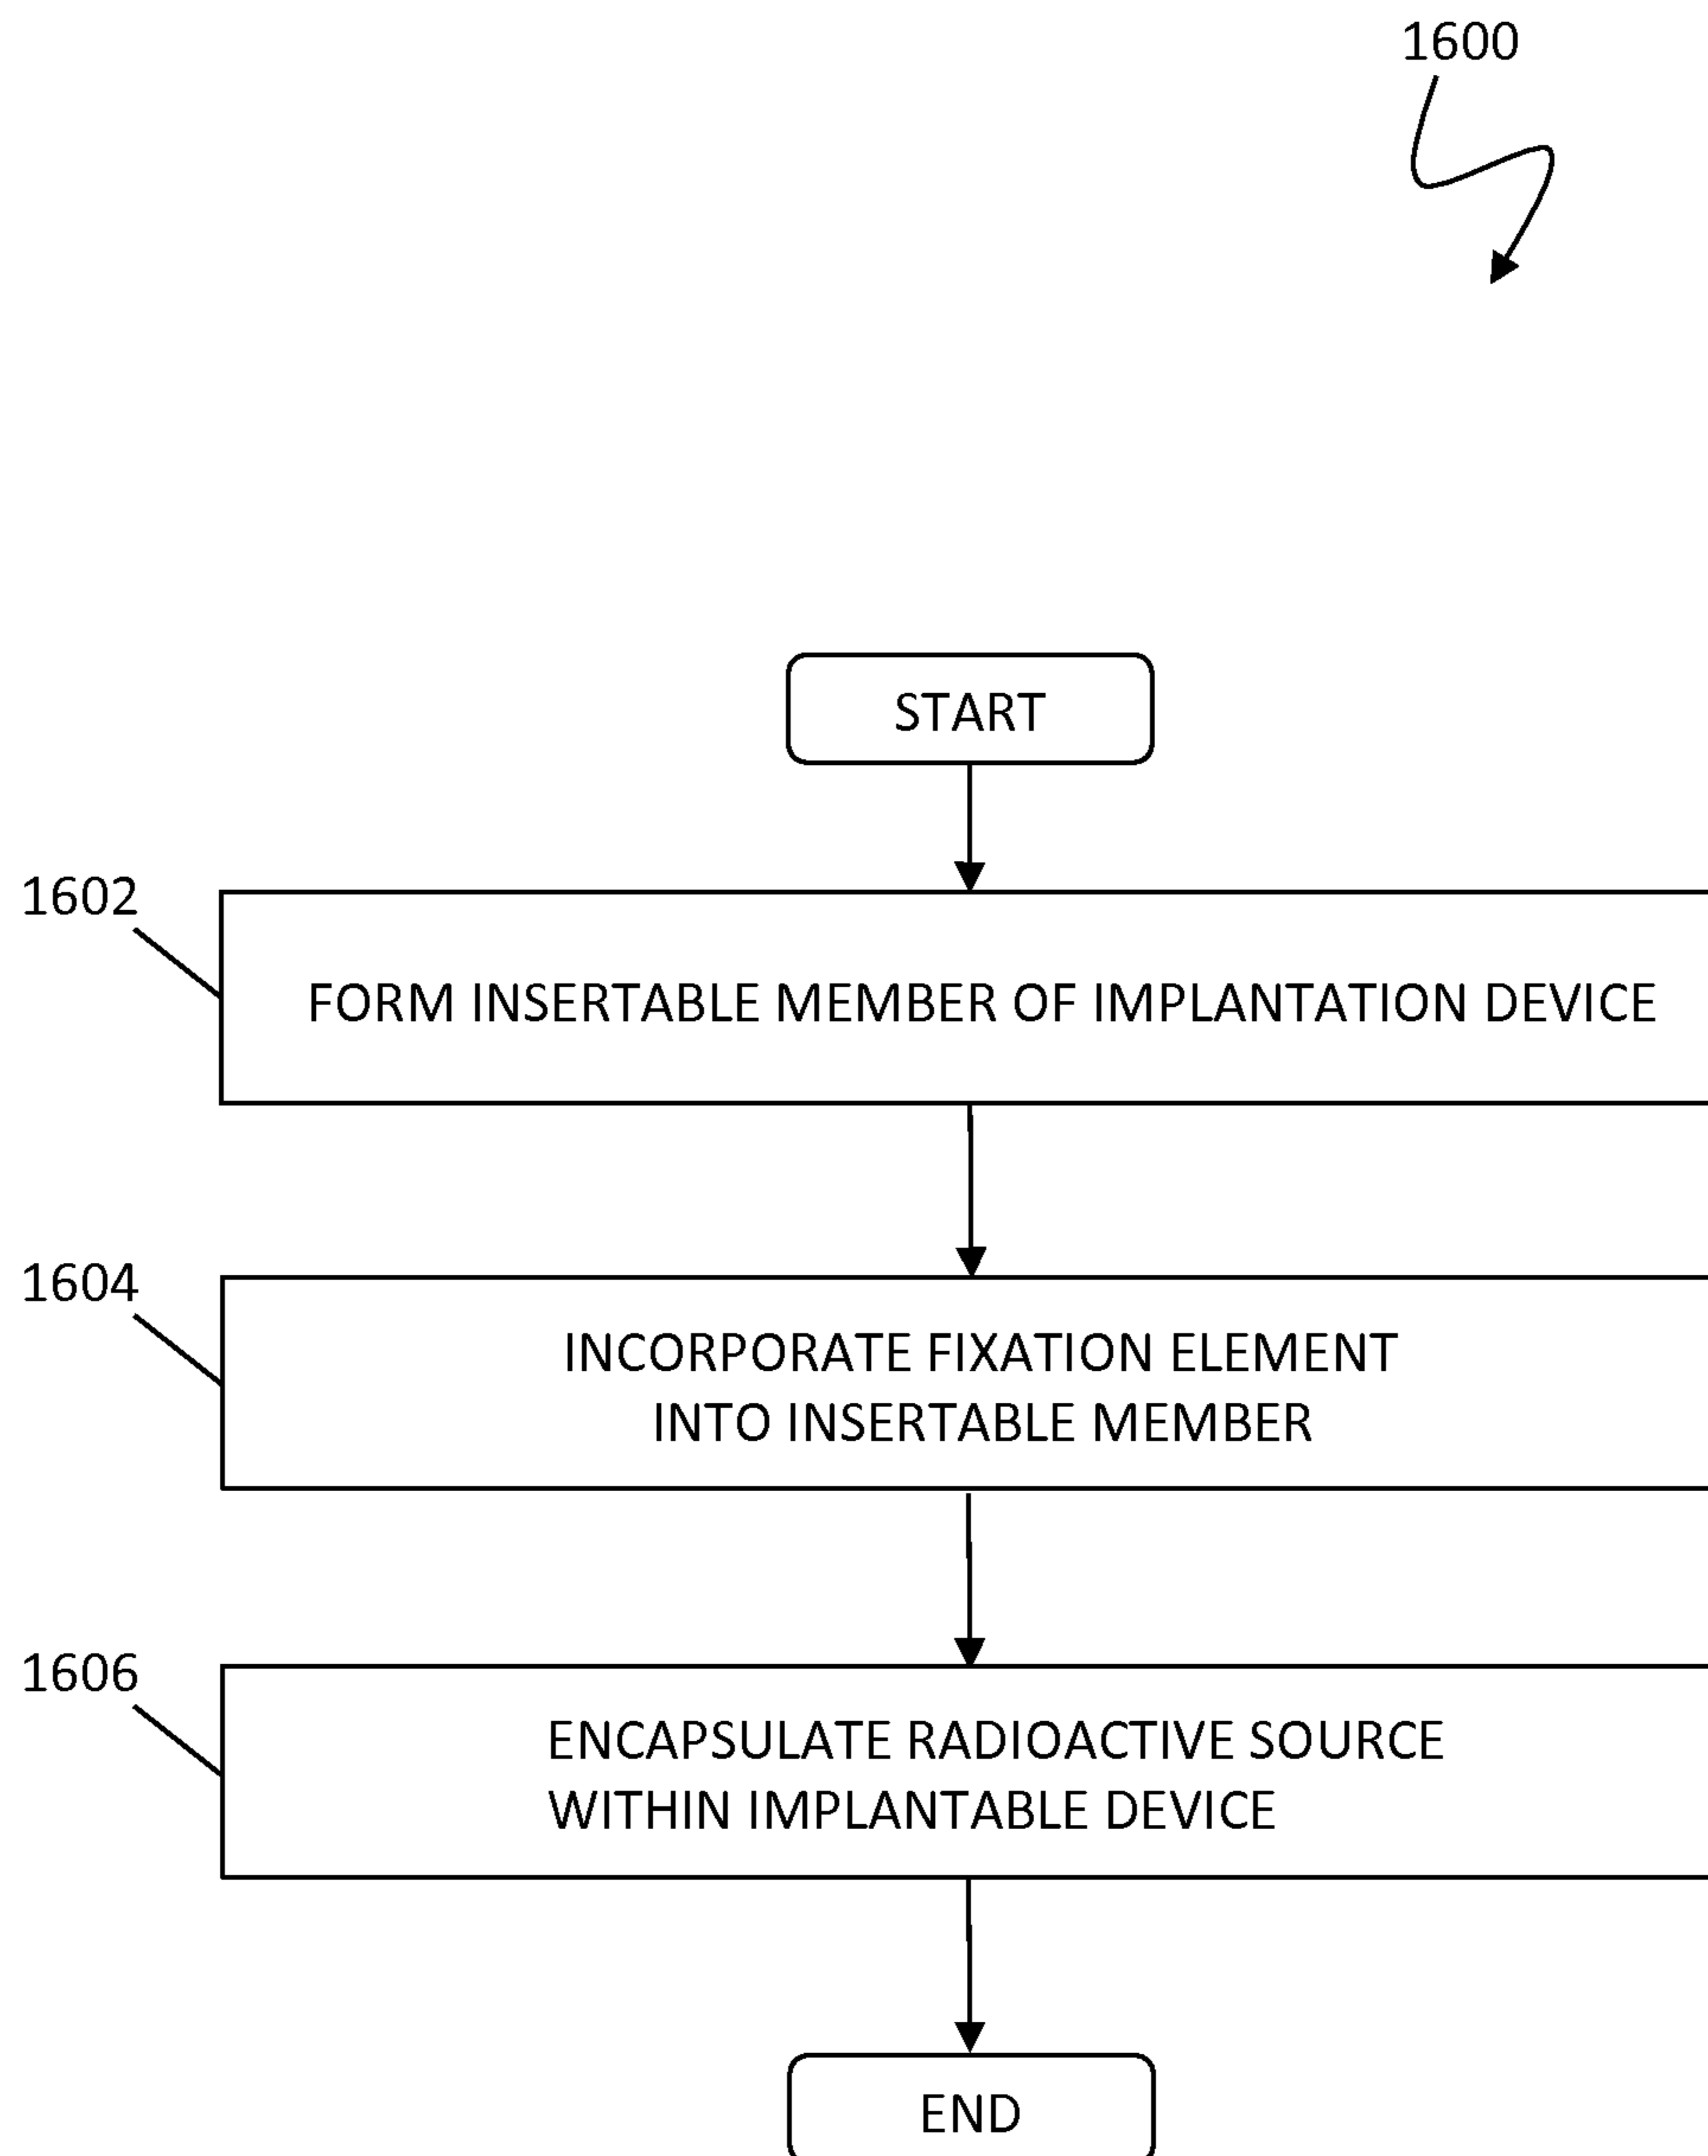 1600
START
1602
FORM INSERTABLE MEMBER OF IMPLANTATION DEVICE
1604
INCORPORATE FIXATION ELEMENT
INTO INSERTABLE MEMBER
1606
ENCAPSULATE RADIOACTIVE SOURCE
WITHIN IMPLANTABLE DEVICE
END